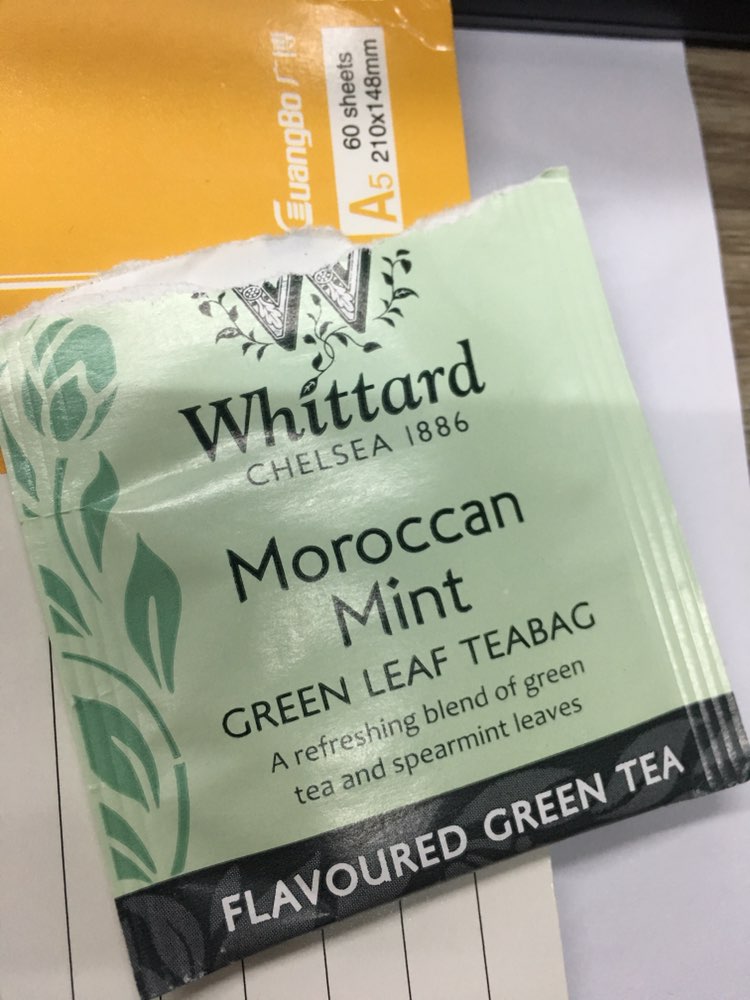 GuangBo 广博
60 sheets
A5 210x148mm
W
Whittard
CHELSEA 1886
Moroccan
Mint
GREEN LEAF TEABAG
A refreshing blend of green
tea and spearmint leaves
FLAVOURED GREEN TEA